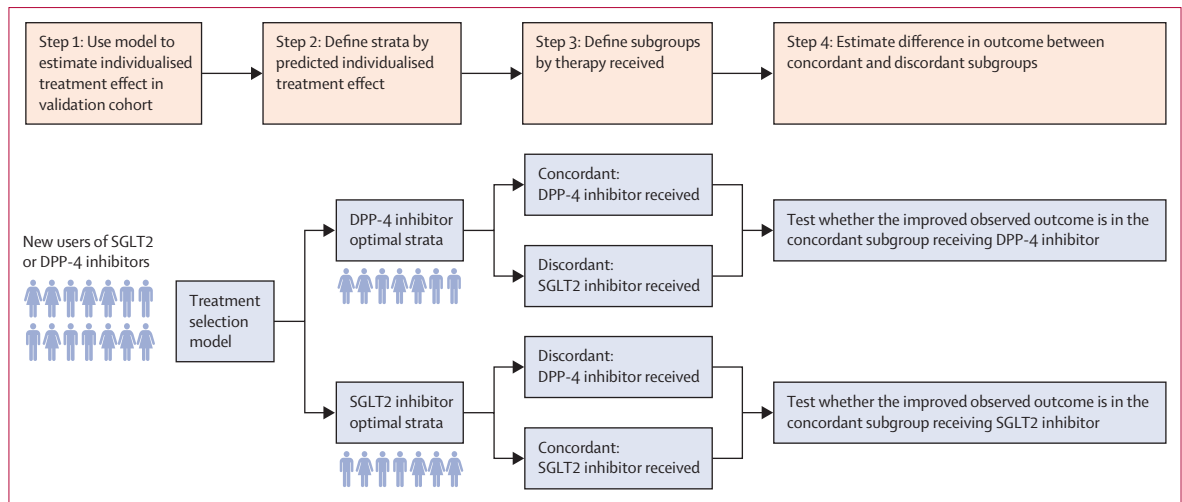 Step 1: Use model to
estimate individualised
treatment effect in
validation cohort
Step 2: Define strata by
predicted individualised
treatment effect
Step 3: Define subgroups
by therapy received
Step 4: Estimate difference in outcome between
concordant and discordant subgroups
New users of SGLT2
or DPP-4 inhibitors
Treatment
selection
model
DPP-4 inhibitor
optimal strata
Concordant:
DPP-4 inhibitor received
Discordant:
SGLT2 inhibitor received
Test whether the improved observed outcome is in the
concordant subgroup receiving DPP-4 inhibitor
SGLT2 inhibitor
optimal strata
Discordant:
DPP-4 inhibitor received
Concordant:
SGLT2 inhibitor received
Test whether the improved observed outcome is in the
concordant subgroup receiving SGLT2 inhibitor